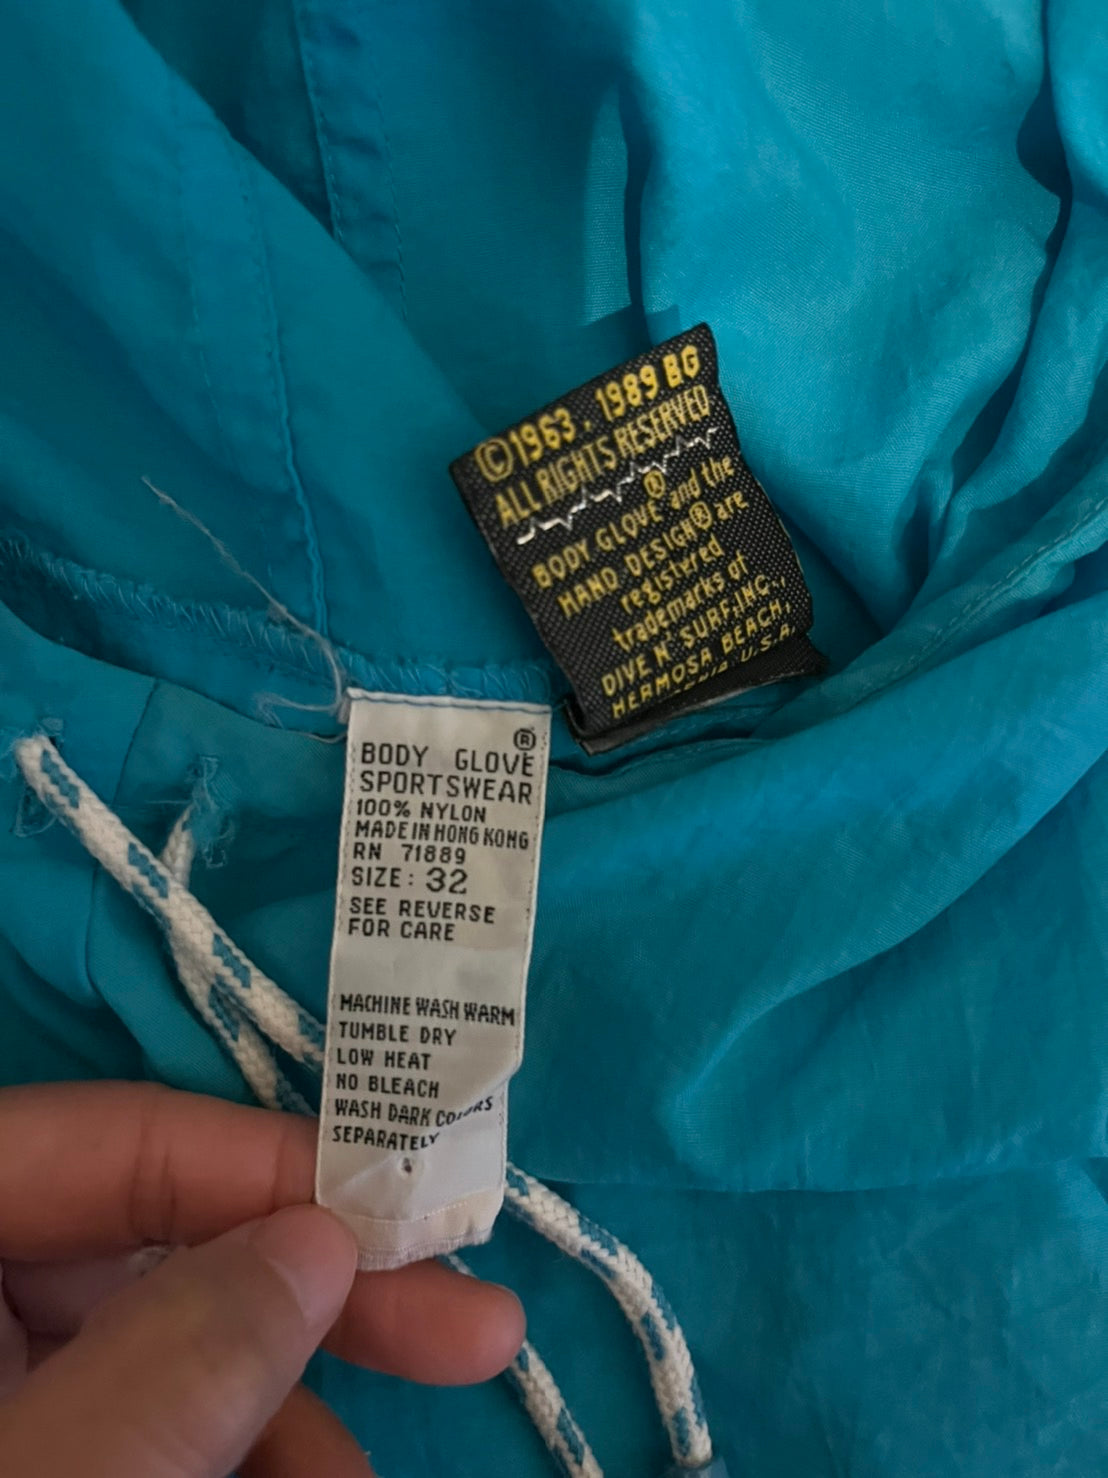 ©1963, 1989 BG
ALL RIGHTS RESERVED
BODY GLOVE® and the
HAND DESIGN® are
registered
trademarks of
DIVE N' SURF, INC.,
HERMOSA BEACH,
U.S.A.
BODY GLOVE®
SPORTSWEAR
100% NYLON
MADE IN HONG KONG
RN 71889
SIZE: 32
SEE REVERSE
FOR CARE
MACHINE WASH WARM
TUMBLE DRY
LOW HEAT
NO BLEACH
WASH DARK COLORS
SEPARATELY